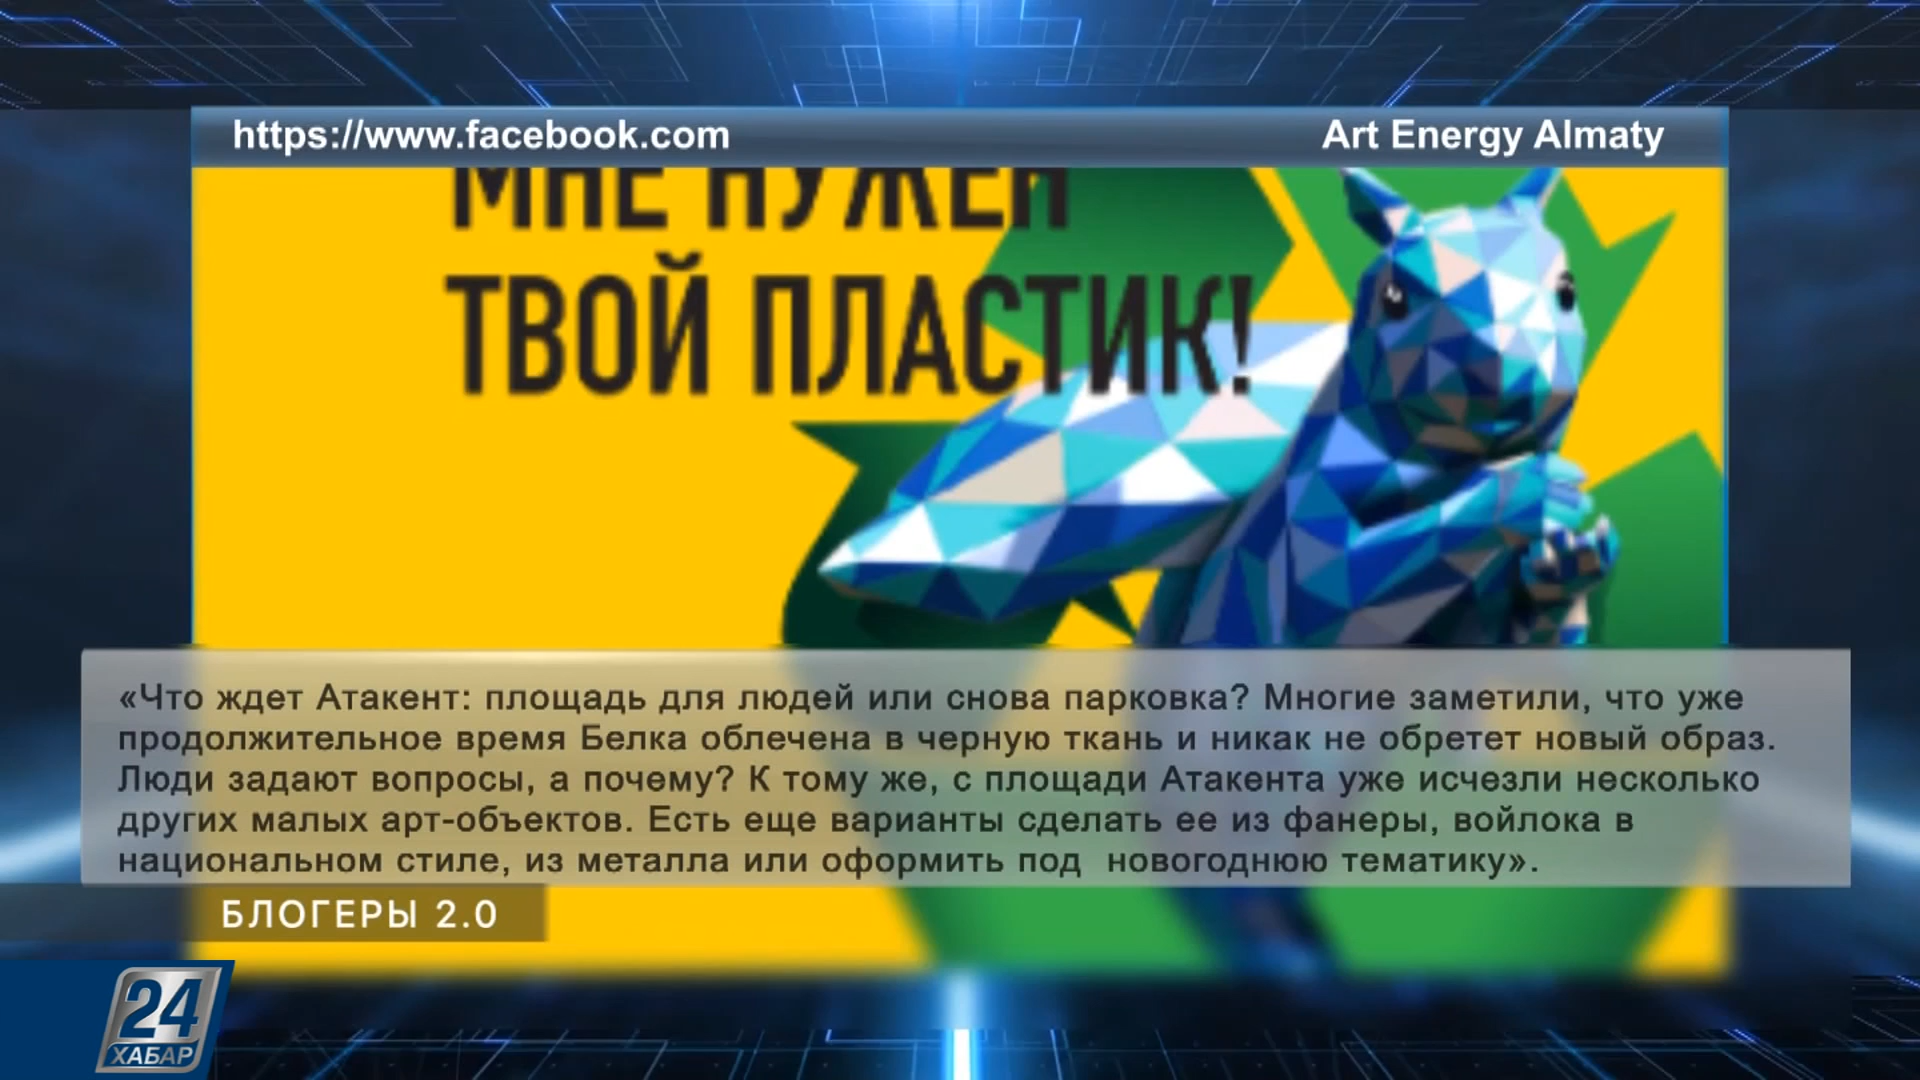 https://www.facebook.com
Art Energy Almaty
МНЕ НУЖЕН
ТВОЙ ПЛАСТИК!
«Что ждет Атакент: площадь для людей или снова парковка? Многие заметили, что уже
продолжительное время Белка облечена в черную ткань и никак не обретет новый образ.
Люди задают вопросы, а почему? К тому же, с площади Атакента уже исчезли несколько
других малых арт-объектов. Есть еще варианты сделать ее из фанеры, войлока в
национальном стиле, из металла или оформить под новогоднюю тематику».
БЛОГЕРЫ 2.0
24
ХАБАР